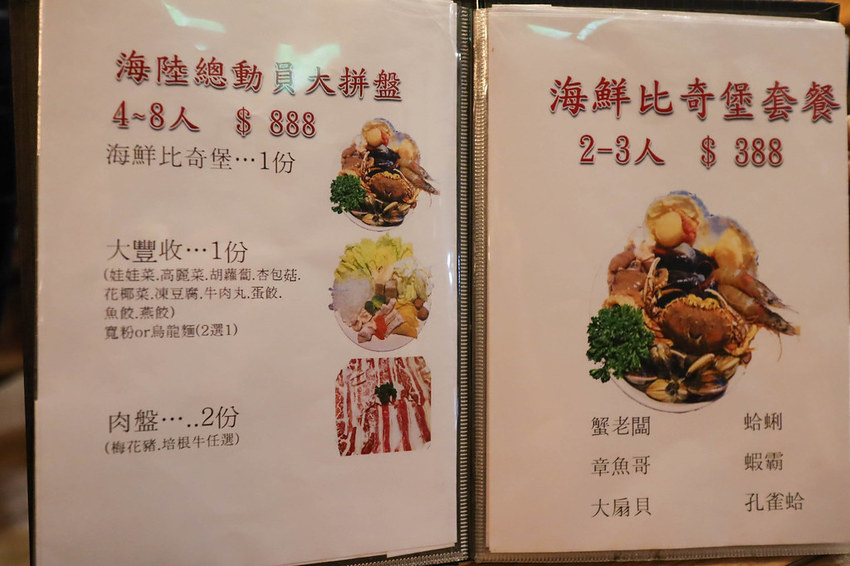 海陸總動員大拼盤
4~8人 $ 888
海鮮比奇堡…1份
大豐收…1份
(娃娃菜.高麗菜.胡蘿蔔.杏包菇.
花椰菜.凍豆腐.牛肉丸.蛋餃.
魚餃.燕餃)
寬粉or烏龍麵(2選1)
肉盤…..2份
(梅花豬.培根牛任選)
海鮮比奇堡套餐
2-3人 $ 388
蟹老闆 蛤蜊
章魚哥 蝦霸
大扇貝 孔雀蛤